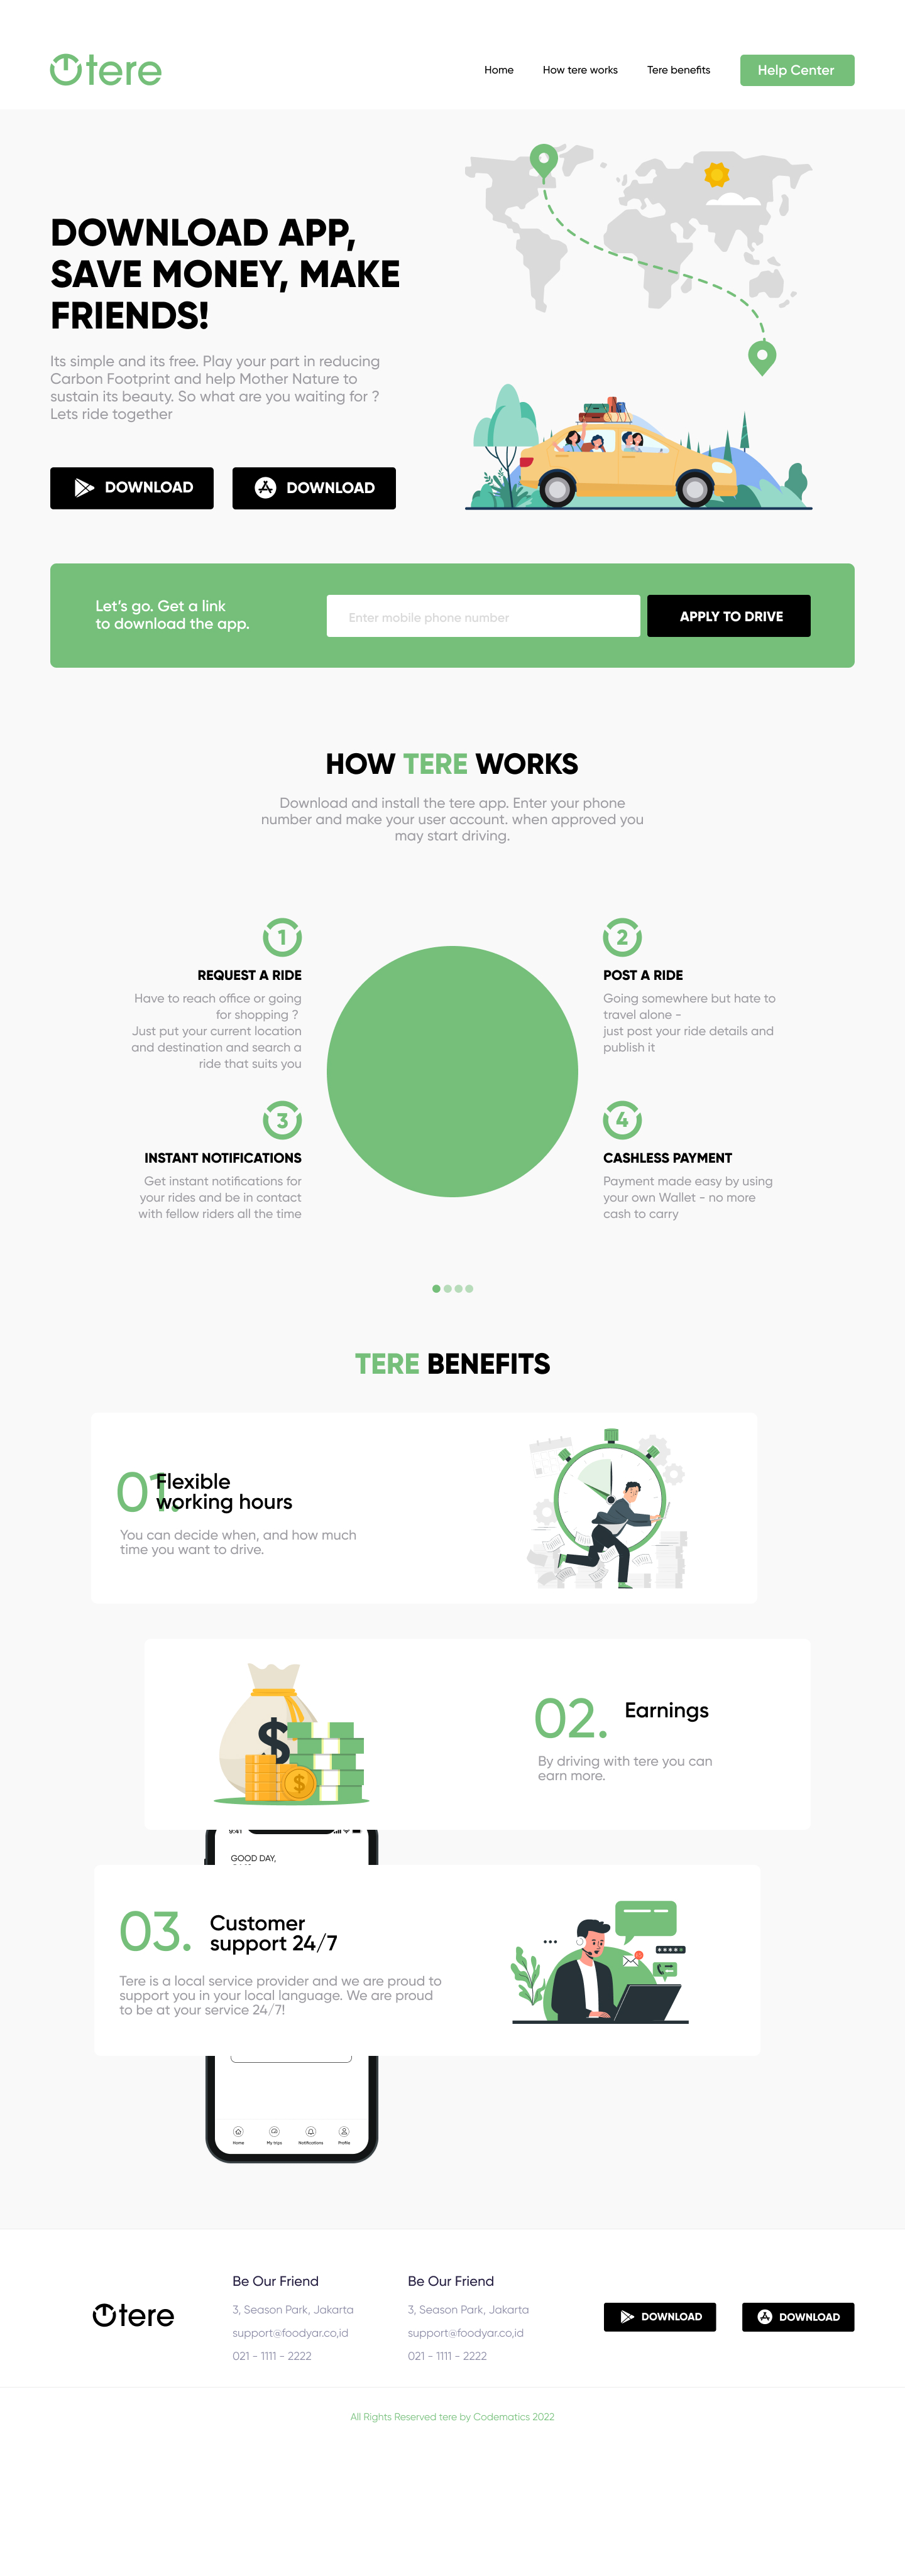 tere
Home
How tere works
Tere benefits
Help Center
DOWNLOAD APP,
SAVE MONEY, MAKE
FRIENDS!
Its simple and its free. Play your part in reducing
Carbon Footprint and help Mother Nature to
sustain its beauty. So what are you waiting for ?
Lets ride together
DOWNLOAD
DOWNLOAD
Let's go. Get a link
to download the app.
Enter mobile phone number
APPLY TO DRIVE
HOW TERE WORKS
Download and install the tere app. Enter your phone
number and make your user account. when approved you
may start driving.
1
REQUEST A RIDE
Have to reach office or going
for shopping ?
Just put your current location
and destination and search a
ride that suits you
2
POST A RIDE
Going somewhere but hate to
travel alone -
just post your ride details and
publish it
3
INSTANT NOTIFICATIONS
Get instant notifications for
your rides and be in contact
with fellow riders all the time
4
CASHLESS PAYMENT
Payment made easy by using
your own Wallet - no more
cash to carry
TERE BENEFITS
01.
Flexible
working hours
You can decide when, and how much
time you want to drive.
$
$
02.
Earnings
By driving with tere you can
earn more.
9:41
GOOD DAY,
03.
Customer
support 24/7
Tere is a local service provider and we are proud to
support you in your local language. We are proud
to be at your service 24/7!
Home
My trips
Notifications
Profile
tere
Be Our Friend
3, Season Park, Jakarta
support@foodyar.co,id
021 - 1111 - 2222
Be Our Friend
3, Season Park, Jakarta
support@foodyar.co,id
021 - 1111 - 2222
DOWNLOAD
DOWNLOAD
All Rights Reserved tere by Codematics 2022